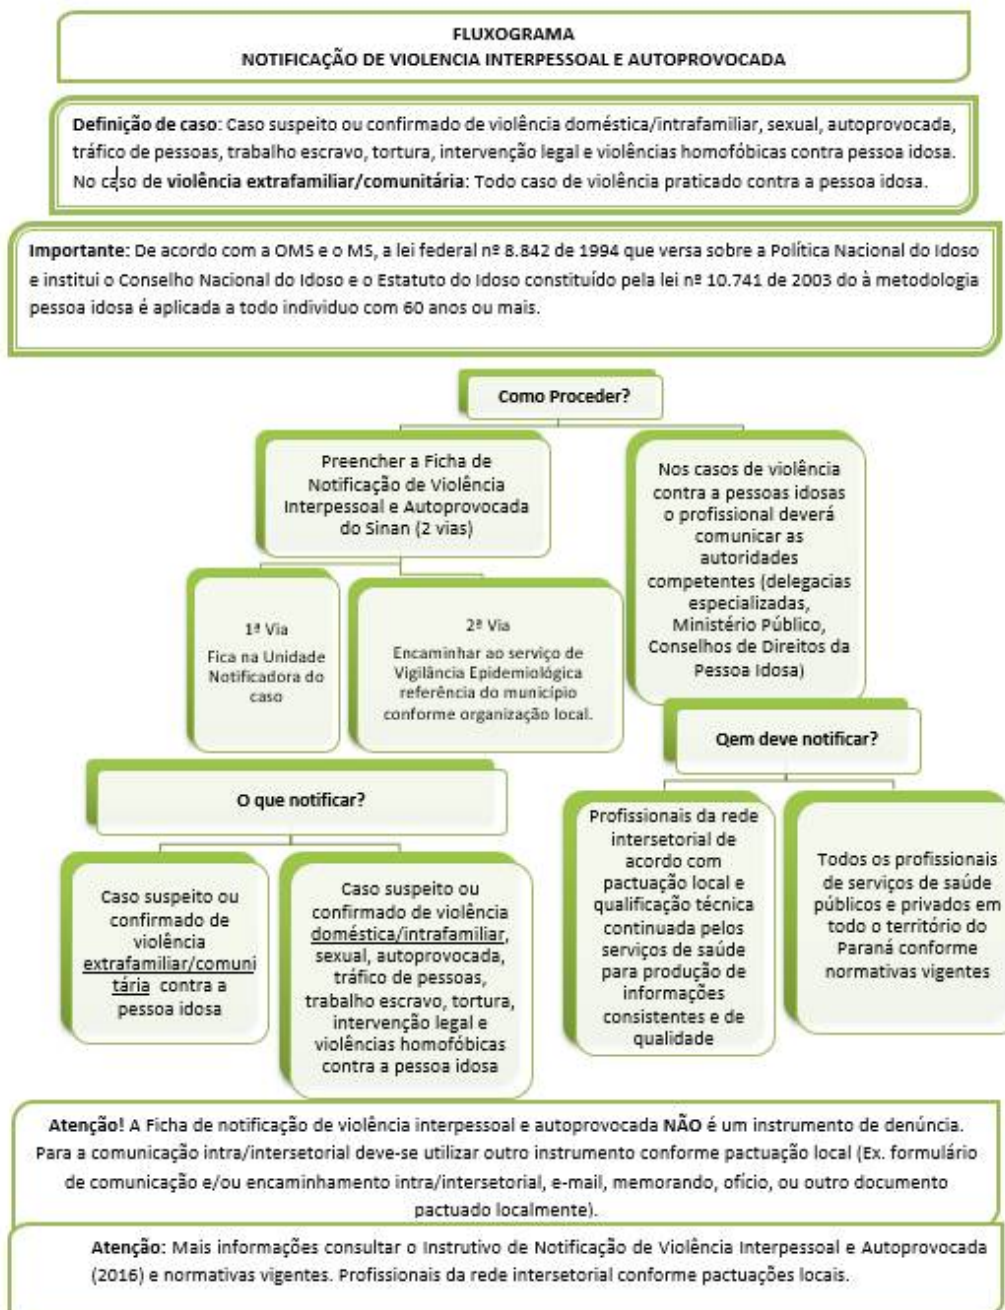 FLUXOGRAMA
NOTIFICAÇÃO DE VIOLENCIA INTERPESSOAL E AUTOPROVOCADA
Definição de caso: Caso suspeito ou confirmado de violência doméstica/intrafamiliar, sexual, autoprovocada,
tráfico de pessoas, trabalho escravo, tortura, intervenção legal e violências homofóbicas contra pessoa idosa.
No caso de violência extrafamiliar/comunitária: Todo caso de violência praticado contra a pessoa idosa.
Importante: De acordo com a OMS e o MS, a lei federal nº 8.842 de 1994 que versa sobre a Política Nacional do Idoso
e institui o Conselho Nacional do Idoso e o Estatuto do Idoso constituído pela lei nº 10.741 de 2003 do à metodologia
pessoa idosa é aplicada a todo individuo com 60 anos ou mais.
Como Proceder?
Preencher a Ficha de
Notificação de Violência
Interpessoal e Autoprovocada
do Sinan (2 vias)
1ª Via
Fica na Unidade
Notificadora do
caso
2ª Via
Encaminhar ao serviço de
Vigilância Epidemiológica
referência do município
conforme organização local.
Nos casos de violência
contra a pessoas idosas
o profissional deverá
comunicar as
autoridades
competentes (delegacias
especializadas,
Ministério Público,
Conselhos de Direitos da
Pessoa Idosa)
O que notificar?
Caso suspeito ou
confirmado de
violência
extrafamiliar/comuni
tária contra a
pessoa idosa
Caso suspeito ou
confirmado de violência
doméstica/intrafamiliar,
sexual, autoprovocada,
tráfico de pessoas,
trabalho escravo, tortura,
intervenção legal e
violências homofóbicas
contra a pessoa idosa
Qem deve notificar?
Profissionais da rede
intersetorial de
acordo com
pactuação local e
qualificação técnica
continuada pelos
serviços de saúde
para produção de
informações
consistentes e de
qualidade
Todos os profissionais
de serviços de saúde
públicos e privados em
todo o território do
Paraná conforme
normativas vigentes
Atenção! A Ficha de notificação de violência interpessoal e autoprovocada NÃO é um instrumento de denúncia.
Para a comunicação intra/intersetorial deve-se utilizar outro instrumento conforme pactuação local (Ex. formulário
de comunicação e/ou encaminhamento intra/intersetorial, e-mail, memorando, ofício, ou outro documento
pactuado localmente).
Atenção: Mais informações consultar o Instrutivo de Notificação de Violência Interpessoal e Autoprovocada
(2016) e normativas vigentes. Profissionais da rede intersetorial conforme pactuações locais.